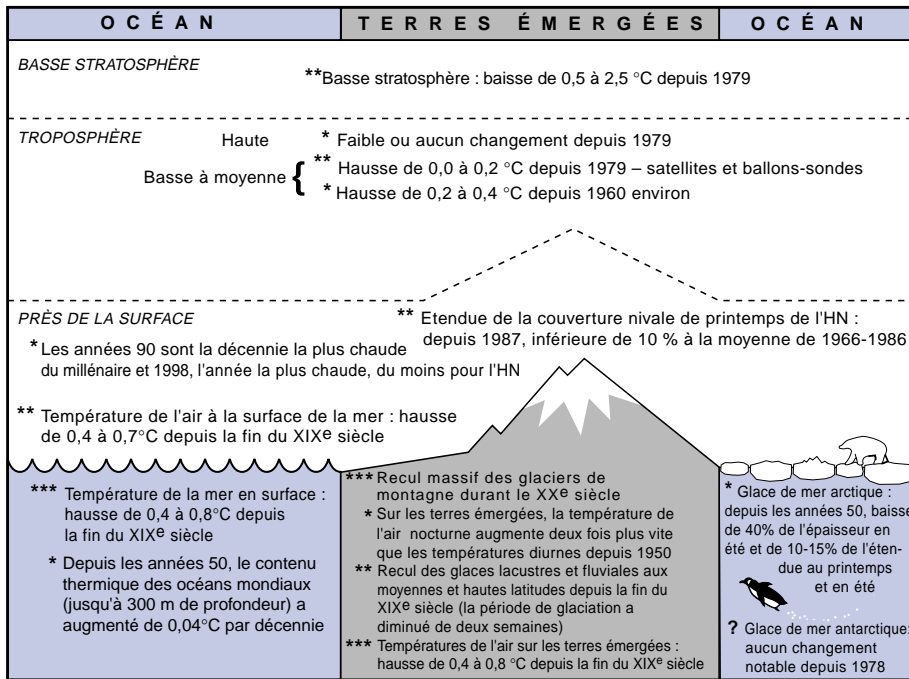 OCÉAN
TERRES ÉMERGÉES
OCÉAN
BASSE STRATOSPHÈRE
**Basse stratosphère : baisse de 0,5 à 2,5 °C depuis 1979
TROPOSPHÈRE
Haute
* Faible ou aucun changement depuis 1979
Basse à moyenne {
** Hausse de 0,0 à 0,2 °C depuis 1979 – satellites et ballons-sondes
* Hausse de 0,2 à 0,4 °C depuis 1960 environ
PRÈS DE LA SURFACE
** Etendue de la couverture nivale de printemps de l'HN :
depuis 1987, inférieure de 10 % à la moyenne de 1966-1986
* Les années 90 sont la décennie la plus chaude
du millénaire et 1998, l'année la plus chaude, du moins pour l'HN
** Température de l'air à la surface de la mer : hausse
de 0,4 à 0,7°C depuis la fin du XIXe siècle
*** Température de la mer en surface :
hausse de 0,4 à 0,8°C depuis
la fin du XIXe siècle
* Depuis les années 50, le contenu
thermique des océans mondiaux
(jusqu'à 300 m de profondeur) a
augmenté de 0,04°C par décennie
*** Recul massif des glaciers de
montagne durant le XXe siècle
* Sur les terres émergées, la température de
l'air nocturne augmente deux fois plus vite
que les températures diurnes depuis 1950
** Recul des glaces lacustres et fluviales aux
moyennes et hautes latitudes depuis la fin du
XIXe siècle (la période de glaciation a
diminué de deux semaines)
*** Températures de l'air sur les terres émergées :
hausse de 0,4 à 0,8 °C depuis la fin du XIXe siècle
* Glace de mer arctique :
depuis les années 50, baisse
de 40% de l'épaisseur en
été et de 10-15% de l'éten-
due au printemps
et en été
? Glace de mer antarctique:
aucun changement
notable depuis 1978